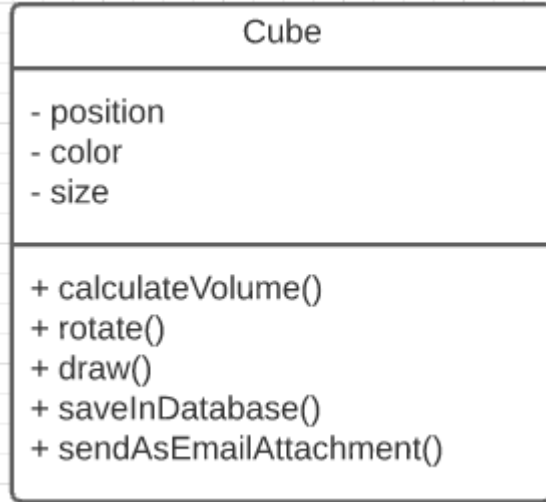 Cube
- position
- color
- size
+ calculateVolume()
+ rotate()
+ draw()
+ saveInDatabase()
+ sendAsEmailAttachment()